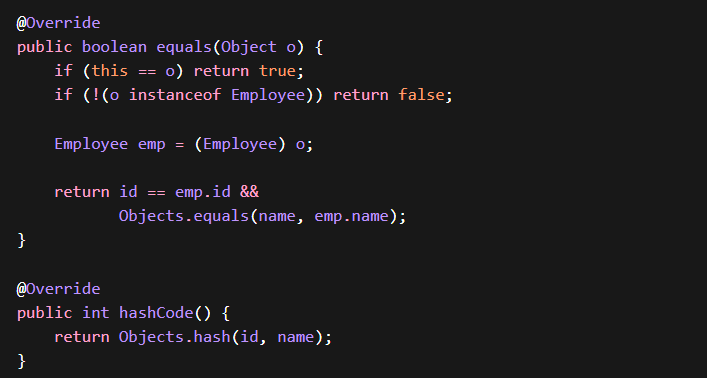 @Override
public boolean equals(Object o) {
    if (this == o) return true;
    if (!(o instanceof Employee)) return false;

    Employee emp = (Employee) o;

    return id == emp.id &&
           Objects.equals(name, emp.name);
}

@Override
public int hashCode() {
    return Objects.hash(id, name);
}